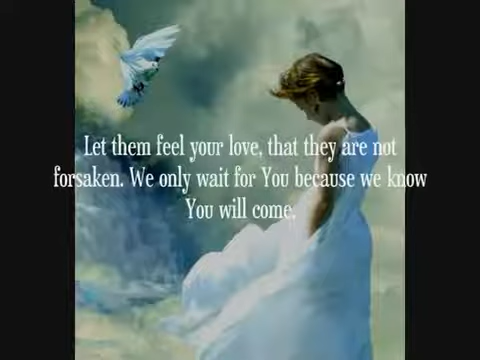 Let them feel your love, that they are not
forsaken. We only wait for You because we know
You will come.